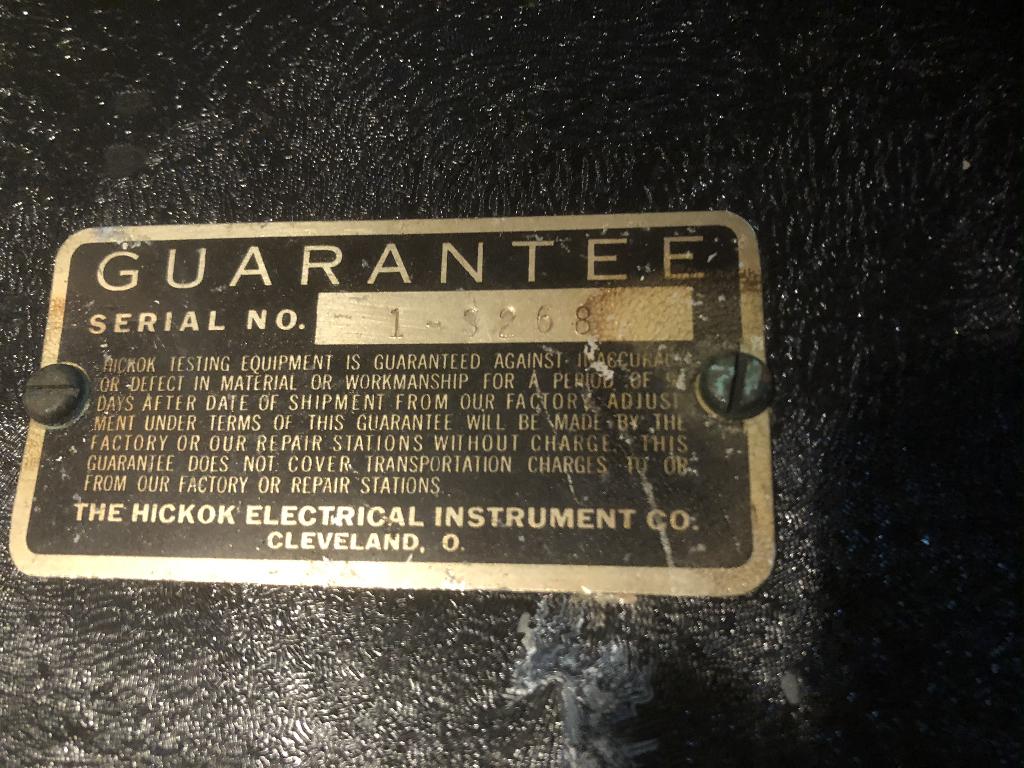 GUARANTEE
SERIAL NO. 1-3268
HICKOK TESTING EQUIPMENT IS GUARANTEED AGAINST INACCURACY
OR DEFECT IN MATERIAL OR WORKMANSHIP FOR A PERIOD OF
DAYS AFTER DATE OF SHIPMENT FROM OUR FACTORY. ADJUST
MENT UNDER TERMS OF THIS GUARANTEE WILL BE MADE BY THE
FACTORY OR OUR REPAIR STATIONS WITHOUT CHARGE. THIS
GUARANTEE DOES NOT COVER TRANSPORTATION CHARGES TO OR
FROM OUR FACTORY OR REPAIR STATIONS
THE HICKOK ELECTRICAL INSTRUMENT CO.
CLEVELAND, O.